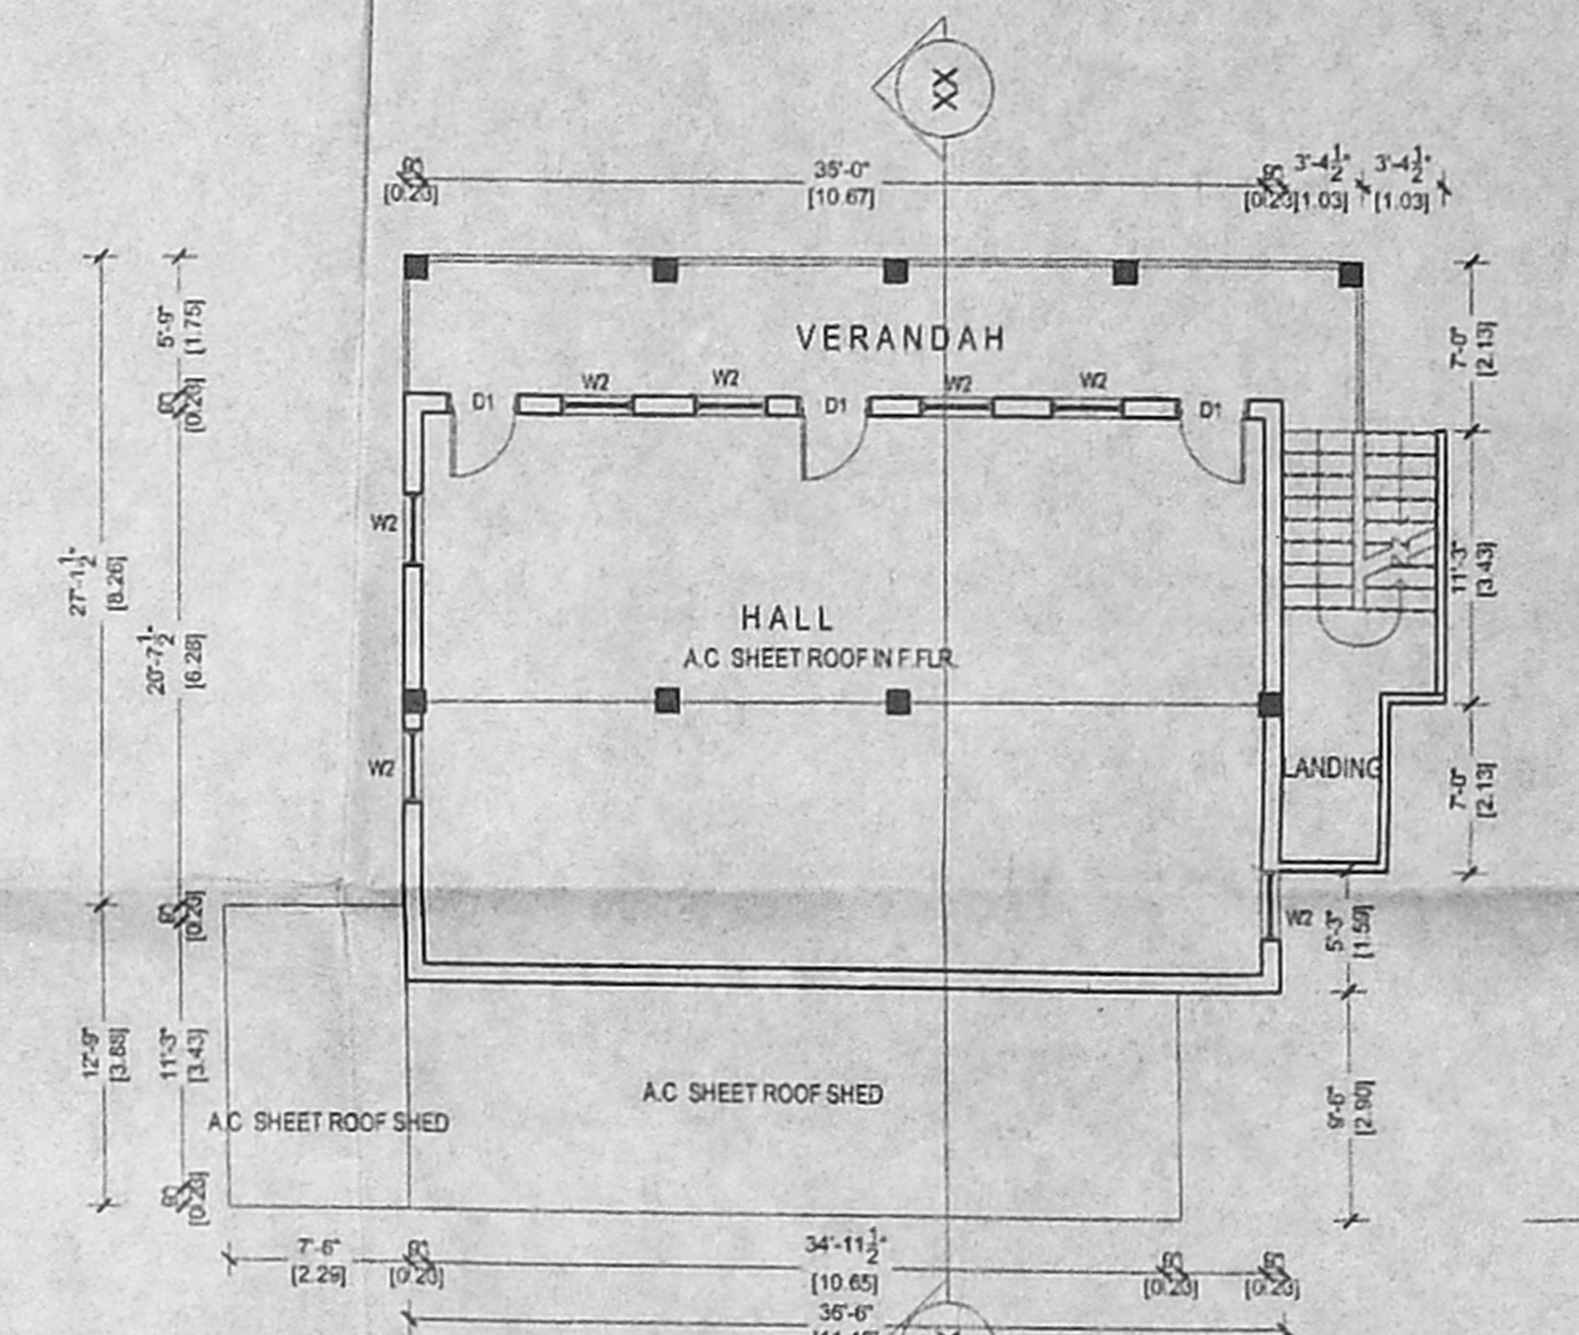 XX
35'-0"
[10.67]
[0.23]
[0.23]
3'-4½"
[1.03]
3'-4½"
[1.03]
5'-9"
[1.75]
[0.23]
27'-1½"
[8.26]
20'-7½"
[6.28]
[0.23]
12'-9"
[3.88]
11'-3"
[3.43]
[0.23]
VERANDAH
W2
W2
W2
W2
D1
D1
D1
W2
HALL
A.C SHEET ROOF IN F.FLR.
W2
LANDING
W2
7'-0"
[2.13]
11'-3"
[3.43]
7'-0"
[2.13]
5'-3"
[1.59]
9'-6"
[2.90]
A.C SHEET ROOF SHED
A.C SHEET ROOF SHED
7'-6"
[2.29]
[0.23]
34'-11½"
[10.65]
[0.23]
[0.23]
36'-6"